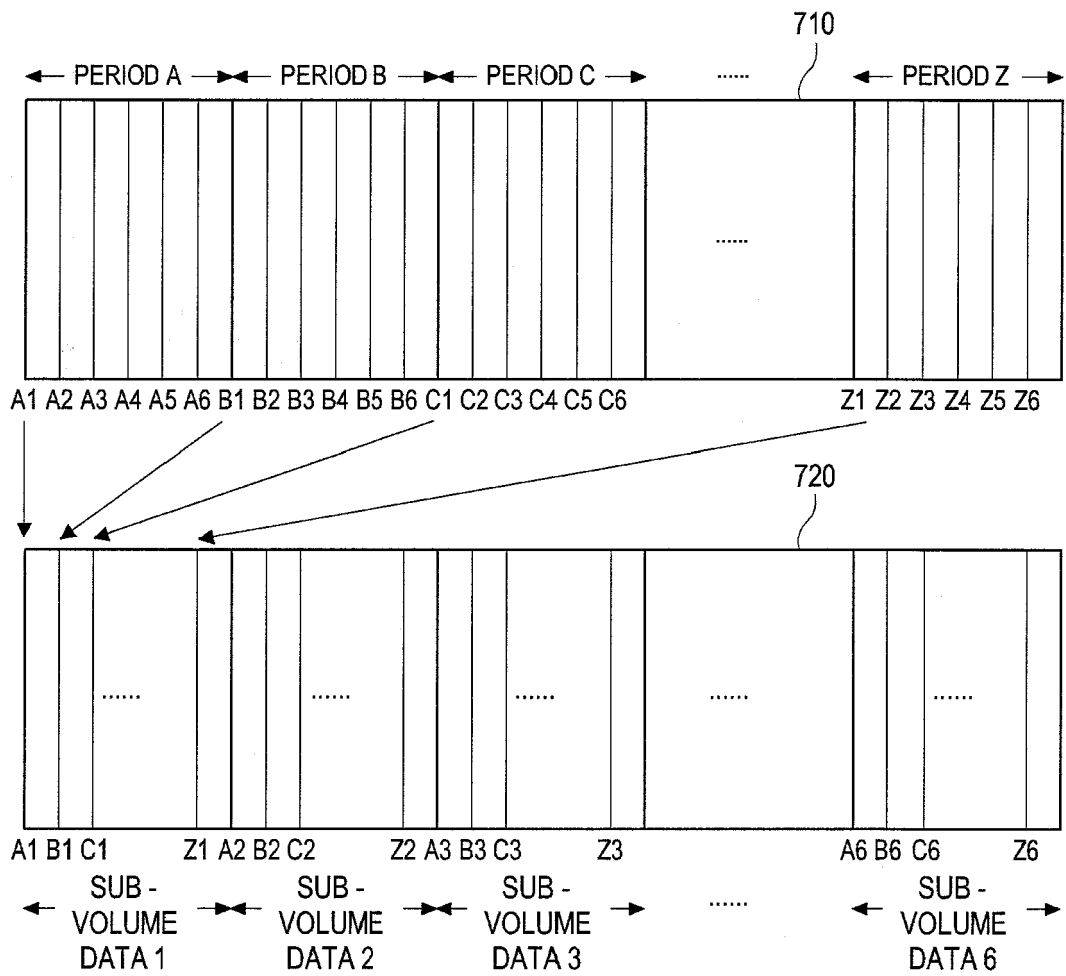 710
PERIOD A PERIOD B PERIOD C ...... PERIOD Z
......
A1 A2 A3 A4 A5 A6 B1 B2 B3 B4 B5 B6 C1 C2 C3 C4 C5 C6 Z1 Z2 Z3 Z4 Z5 Z6
720
...... ...... ...... ...... ......
A1 B1 C1 Z1 A2 B2 C2 Z2 A3 B3 C3 Z3 A6 B6 C6 Z6
SUB - VOLUME DATA 1
SUB - VOLUME DATA 2
SUB - VOLUME DATA 3
......
SUB - VOLUME DATA 6